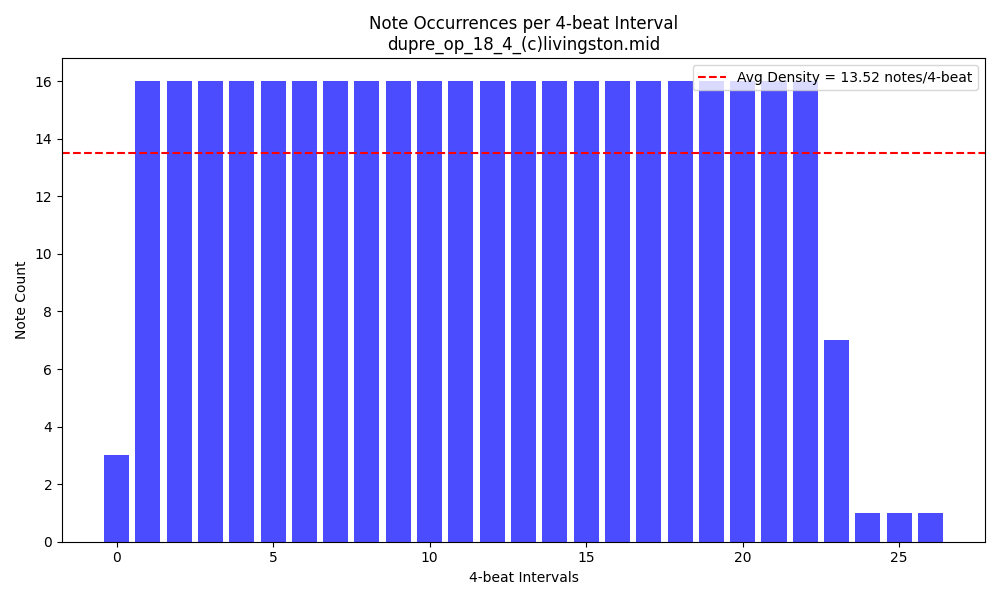 Note Occurrences per 4-beat Interval
dupre_op_18_4_(c)livingston.mid
Avg Density = 13.52 notes/4-beat
Note Count
16
14
12
10
8
6
4
2
0
0 5 10 15 20 25
4-beat Intervals